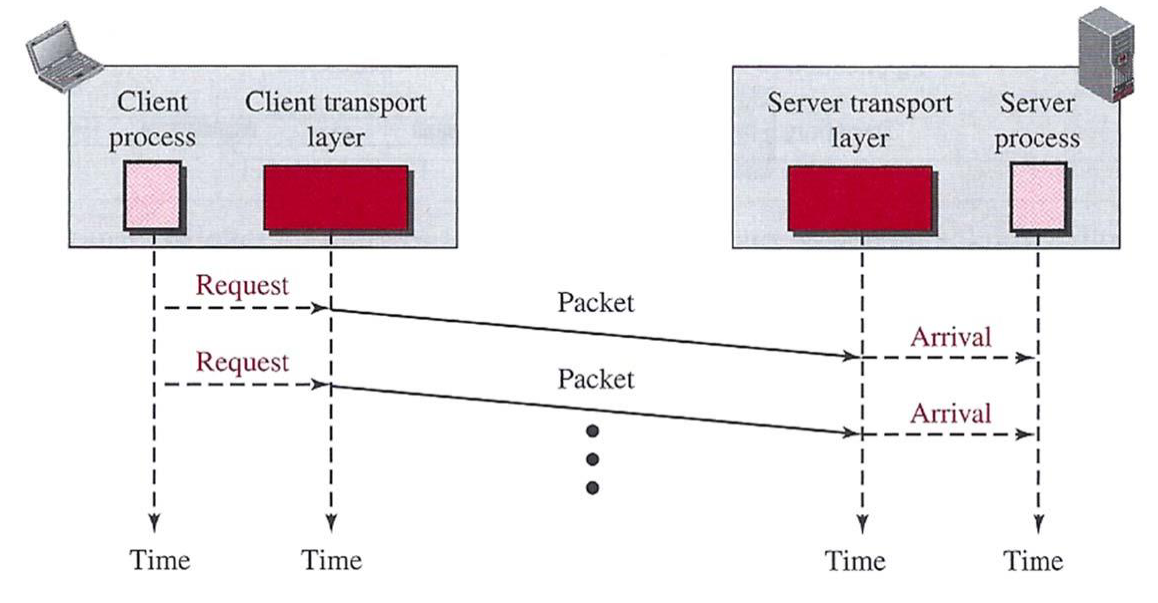 Client
process
Client transport
layer
Server transport
layer
Server
process
Request
Packet
Arrival
Request
Packet
Arrival
Time
Time
Time
Time